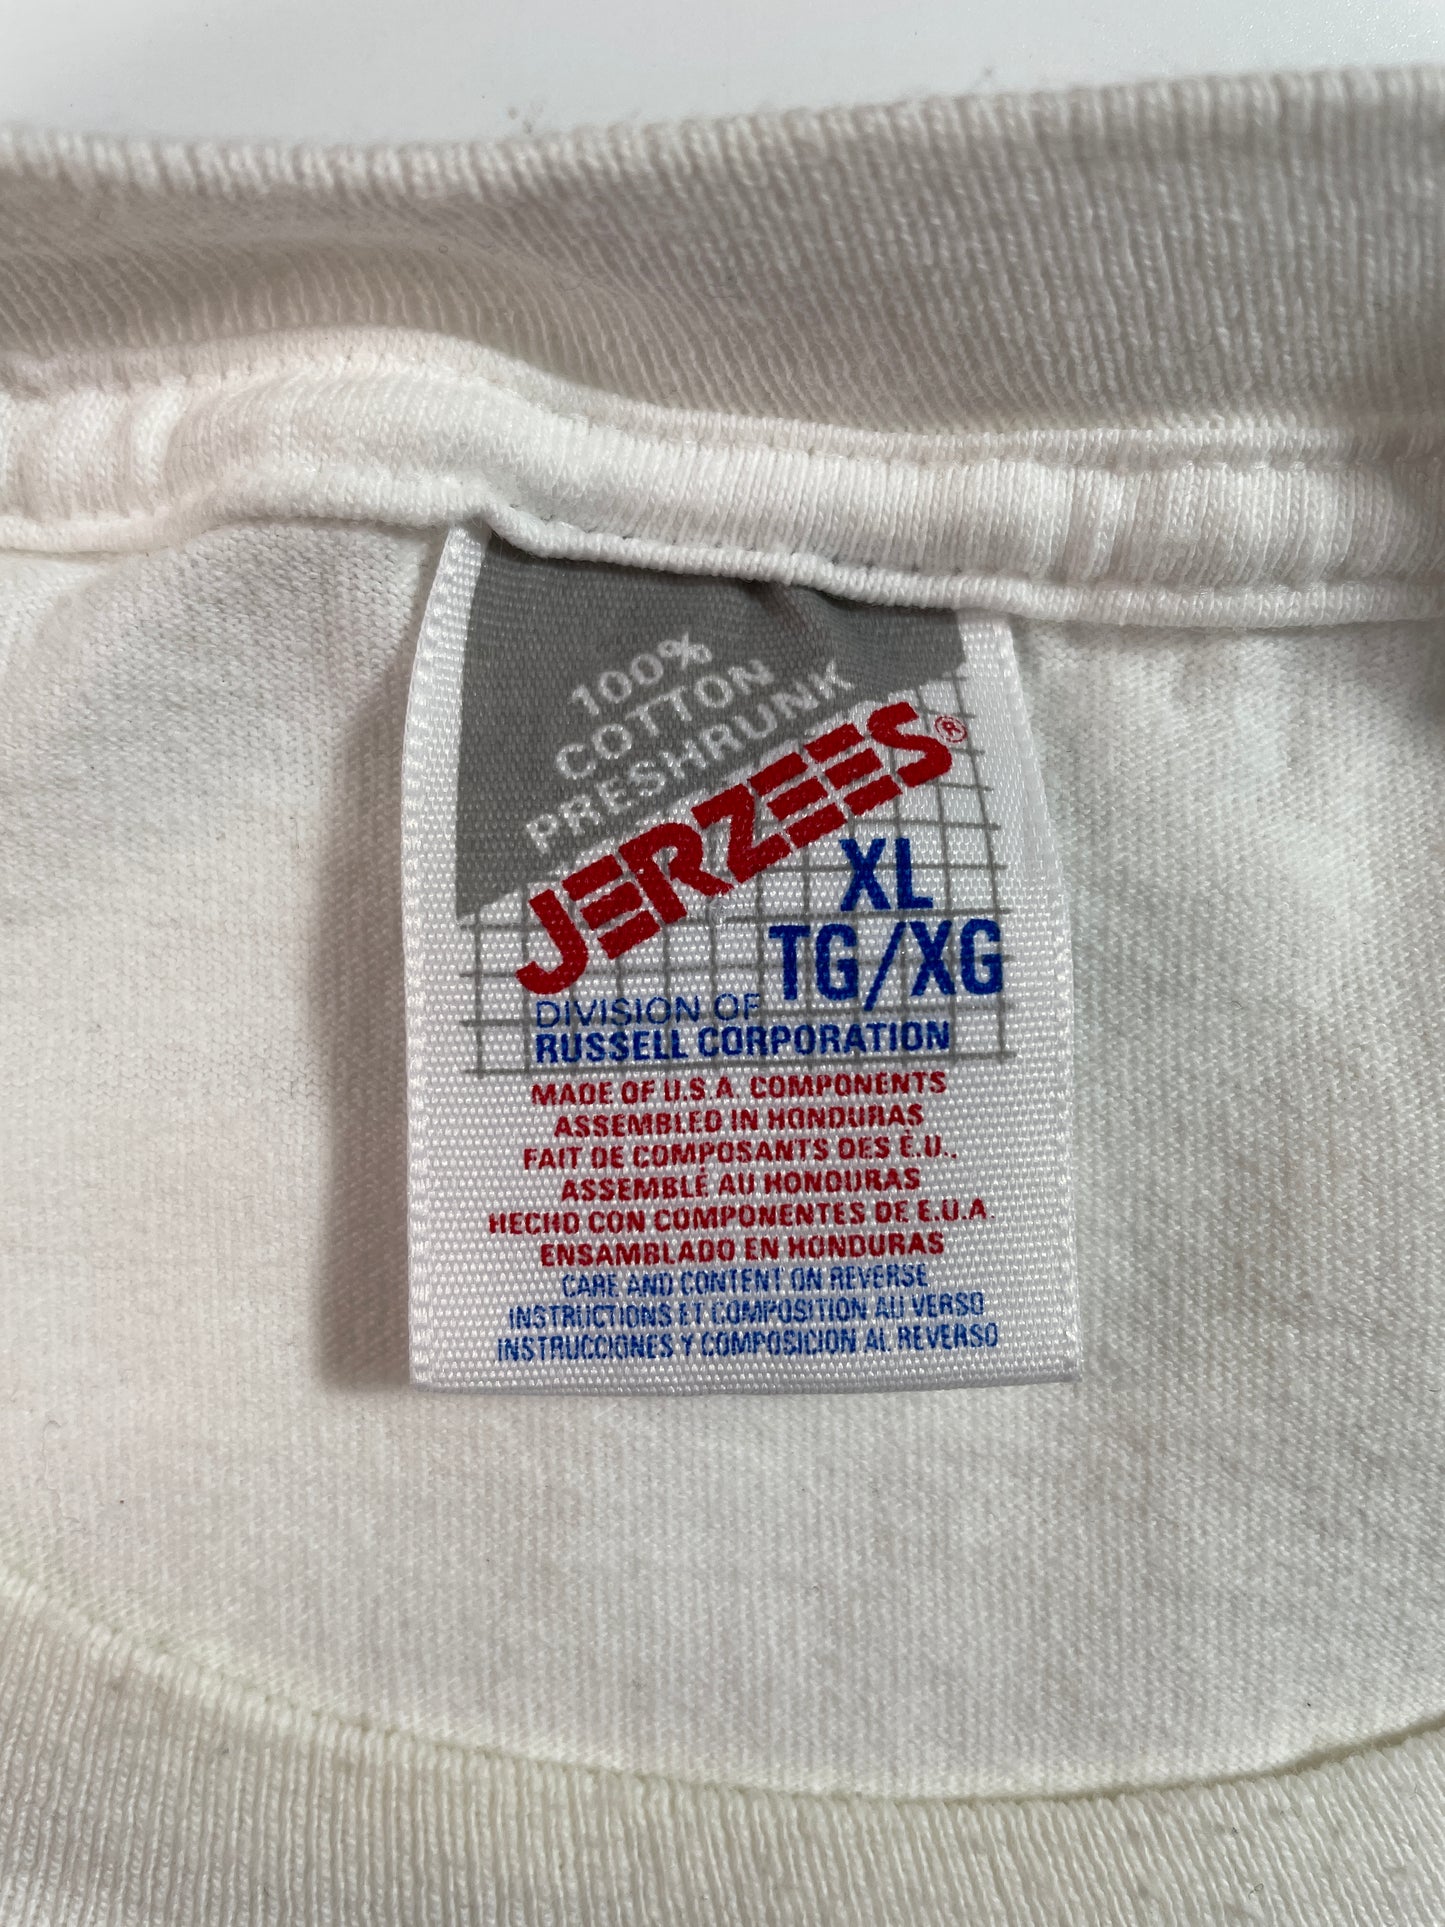 100%
COTTON
PRESHRUNK
JERZEES®
XL
TG/XG
DIVISION OF
RUSSELL CORPORATION
MADE OF U.S.A. COMPONENTS
ASSEMBLED IN HONDURAS
FAIT DE COMPOSANTS DES É.U.,
ASSEMBLÉ AU HONDURAS
HECHO CON COMPONENTES DE E.U.A.
ENSAMBLADO EN HONDURAS
CARE AND CONTENT ON REVERSE
INSTRUCTIONS ET COMPOSITION AU VERSO
INSTRUCCIONES Y COMPOSICION AL REVERSO